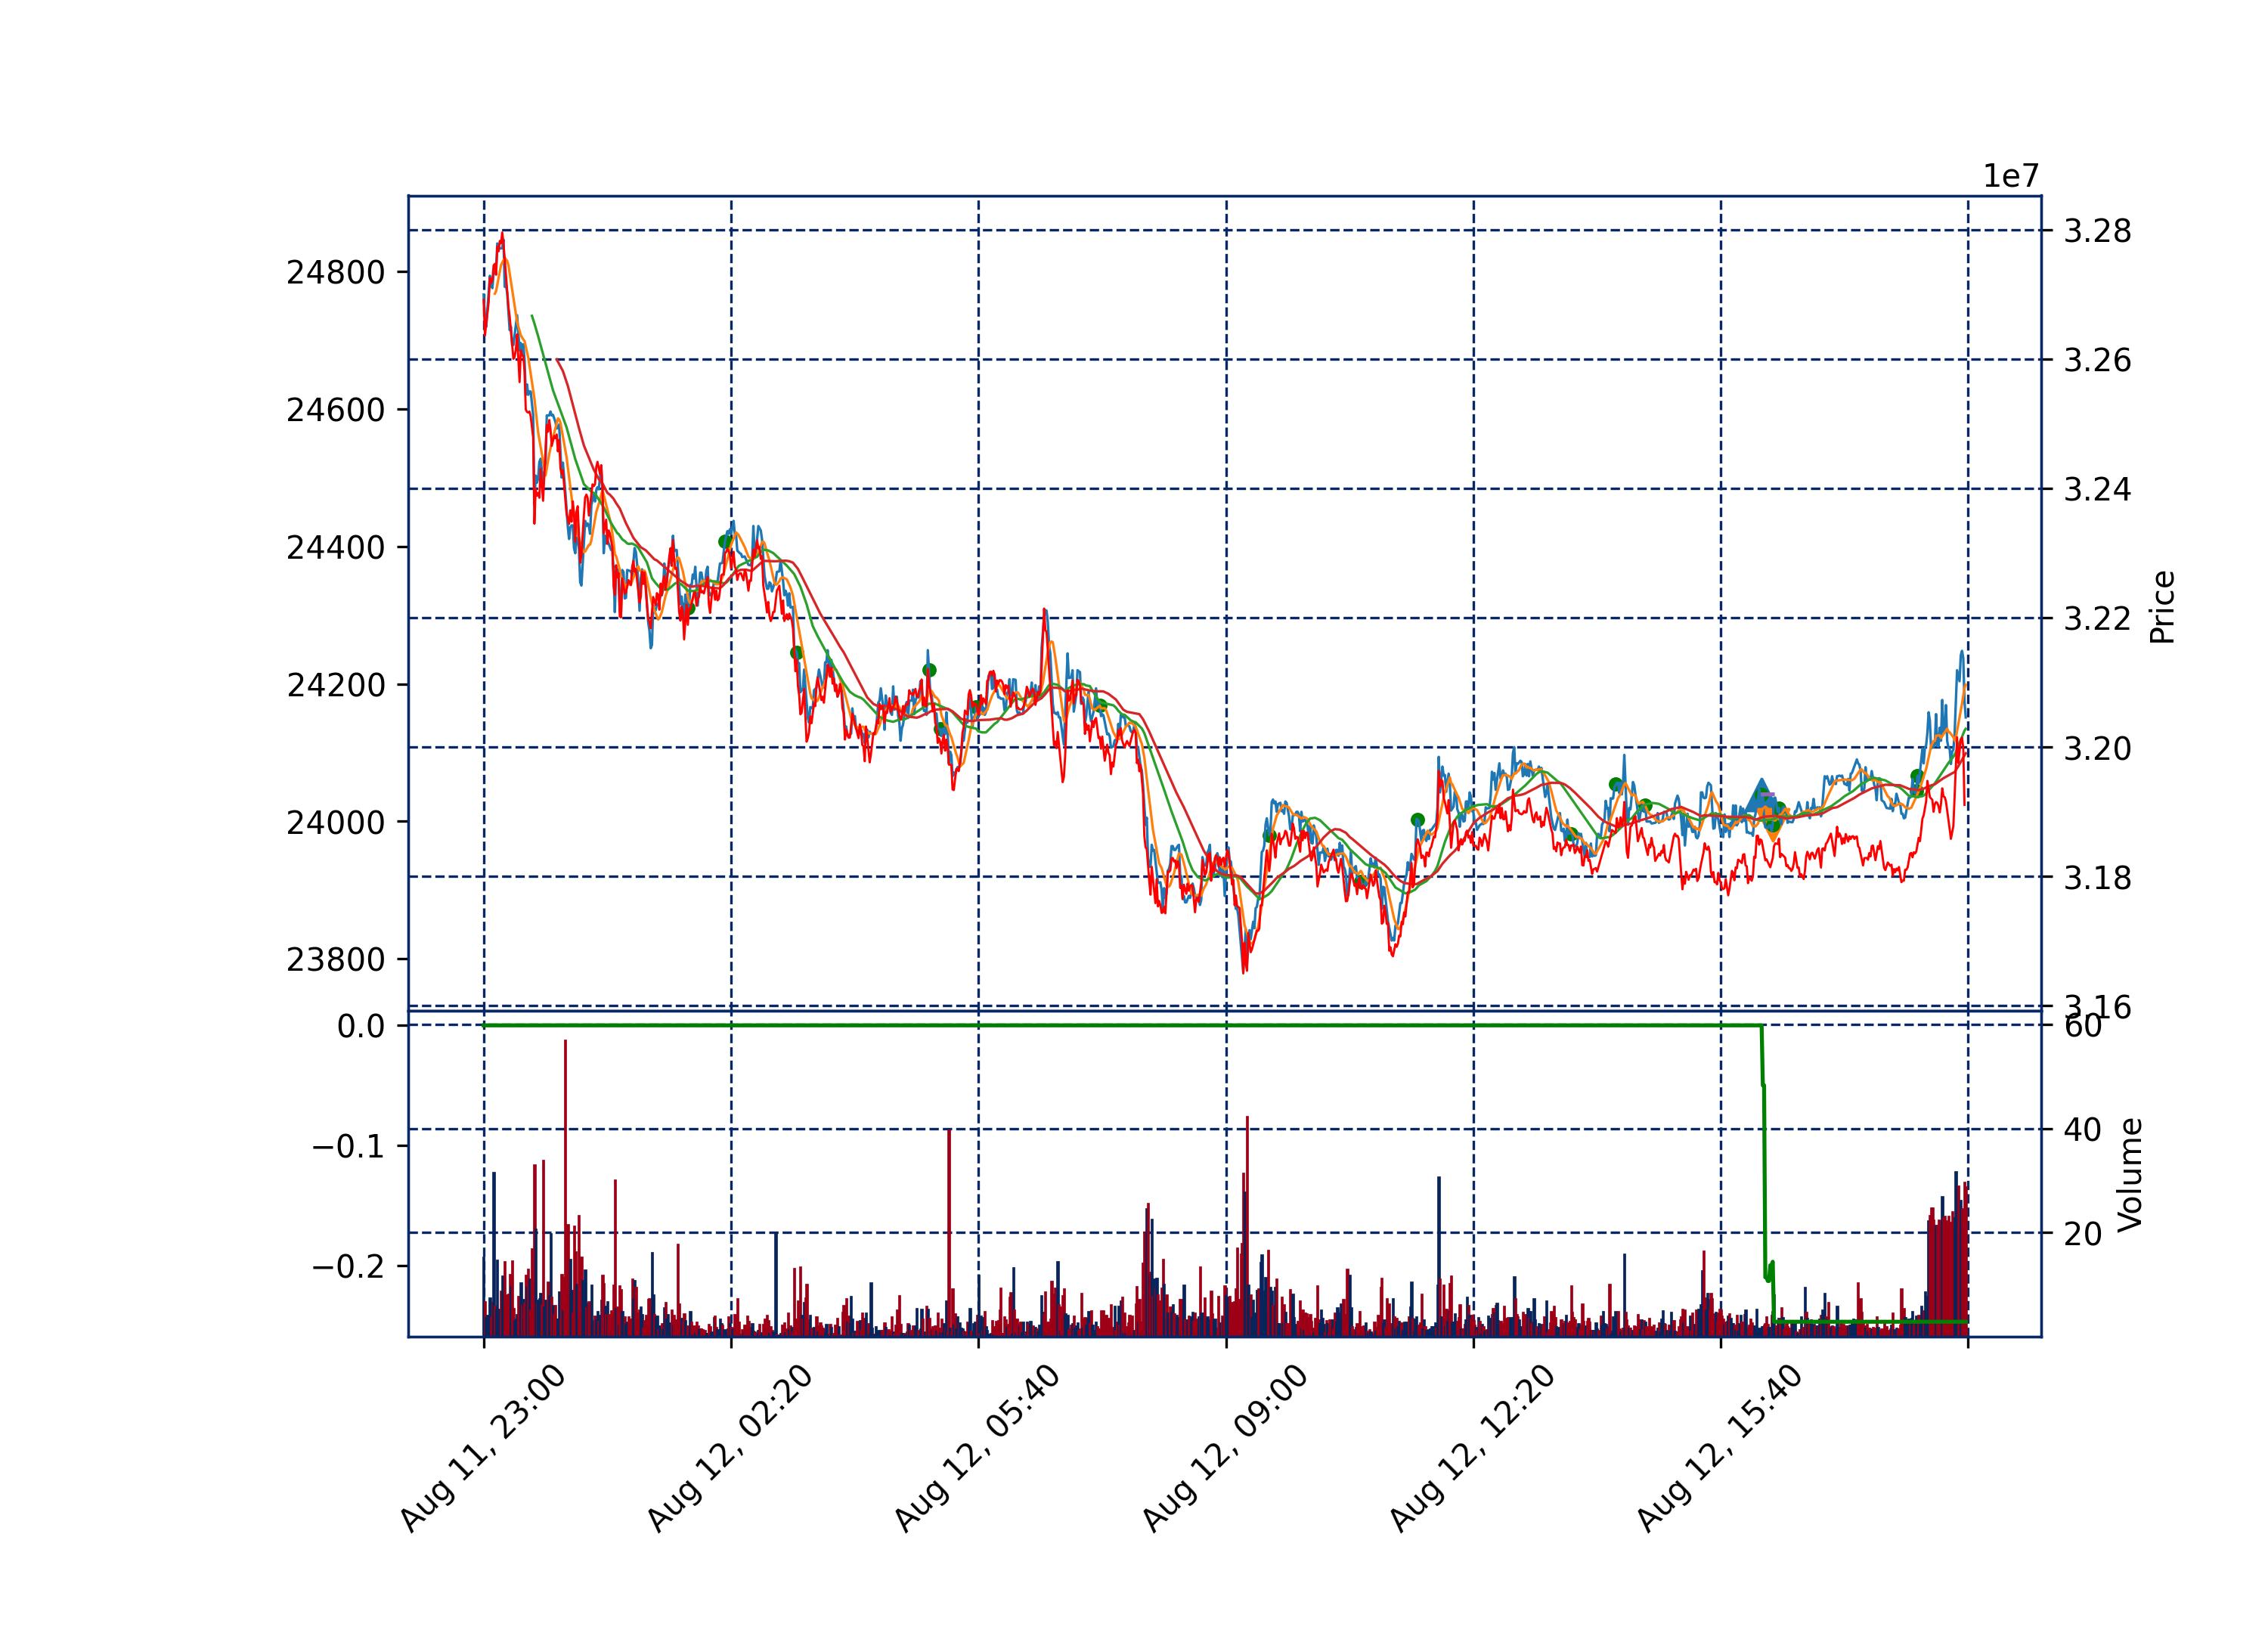 1e7
24800
24600
24400
24200
24000
23800
3.28
3.26
3.24
3.22
3.20
3.18
3.16
Price
0.0
−0.1
−0.2
60
40
20
Volume
Aug 11, 23:00
Aug 12, 02:20
Aug 12, 05:40
Aug 12, 09:00
Aug 12, 12:20
Aug 12, 15:40